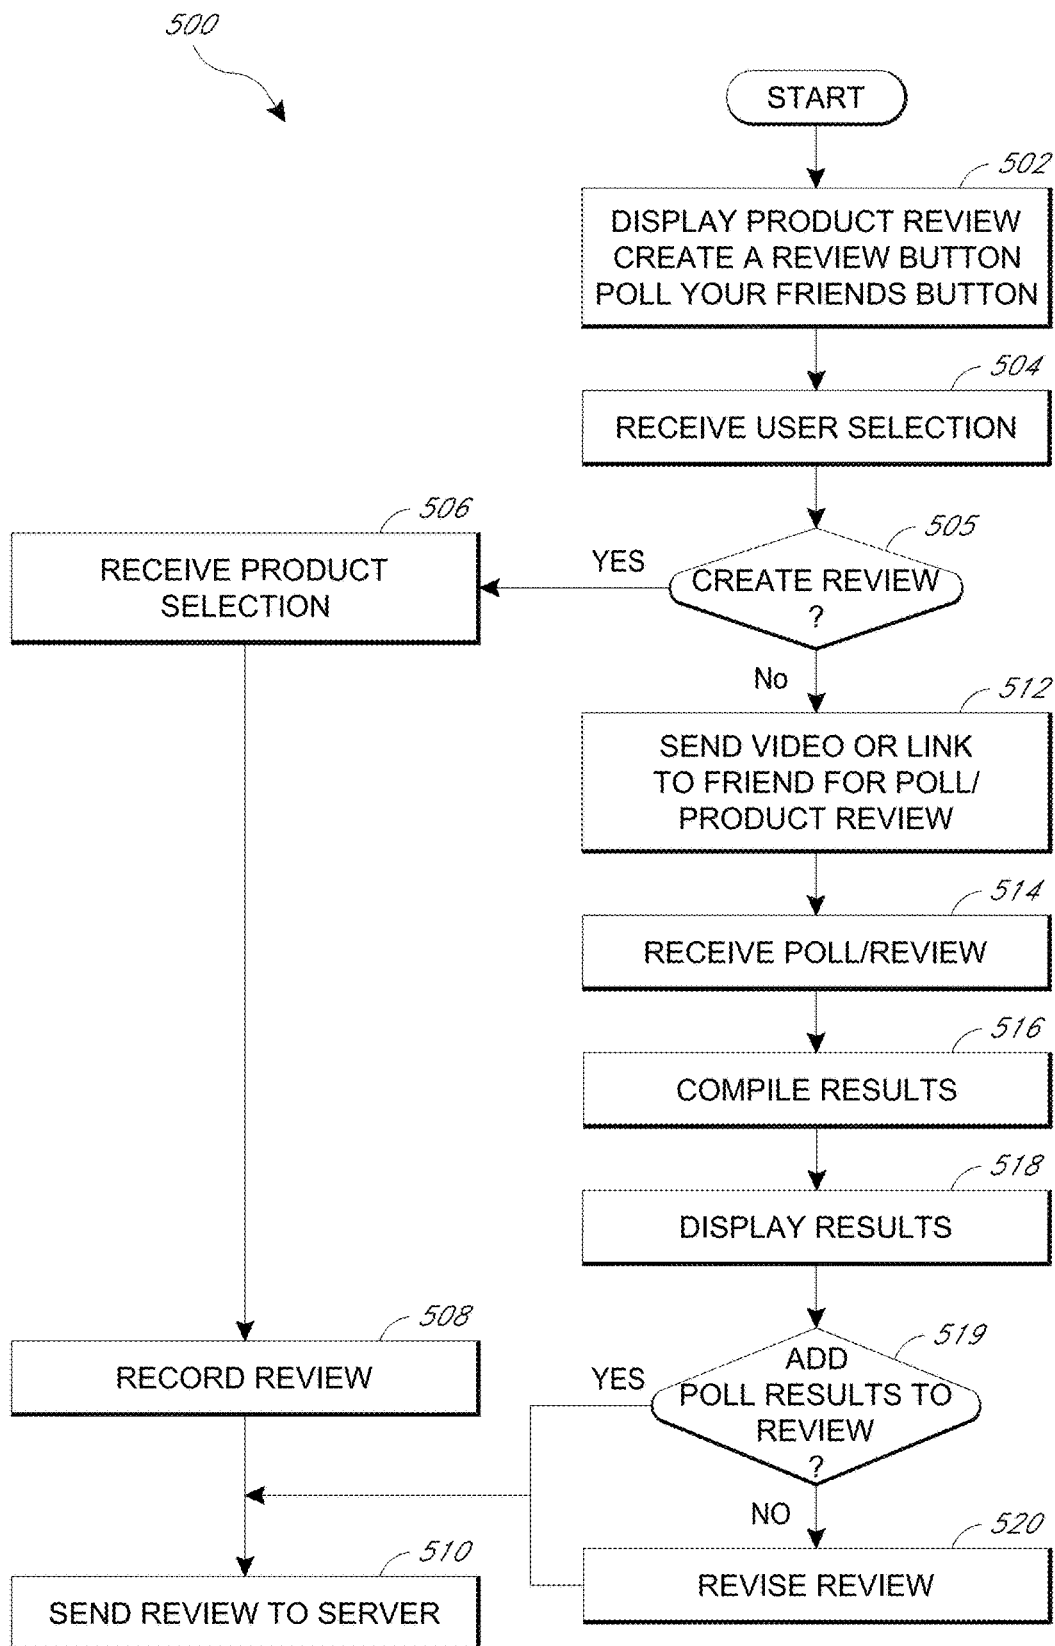 500
START
502
DISPLAY PRODUCT REVIEW
CREATE A REVIEW BUTTON
POLL YOUR FRIENDS BUTTON
504
RECEIVE USER SELECTION
505
CREATE REVIEW
?
YES
506
RECEIVE PRODUCT
SELECTION
No
512
SEND VIDEO OR LINK
TO FRIEND FOR POLL/
PRODUCT REVIEW
514
RECEIVE POLL/REVIEW
516
COMPILE RESULTS
518
DISPLAY RESULTS
508
RECORD REVIEW
519
ADD
POLL RESULTS TO
REVIEW
?
YES
NO
520
REVISE REVIEW
510
SEND REVIEW TO SERVER